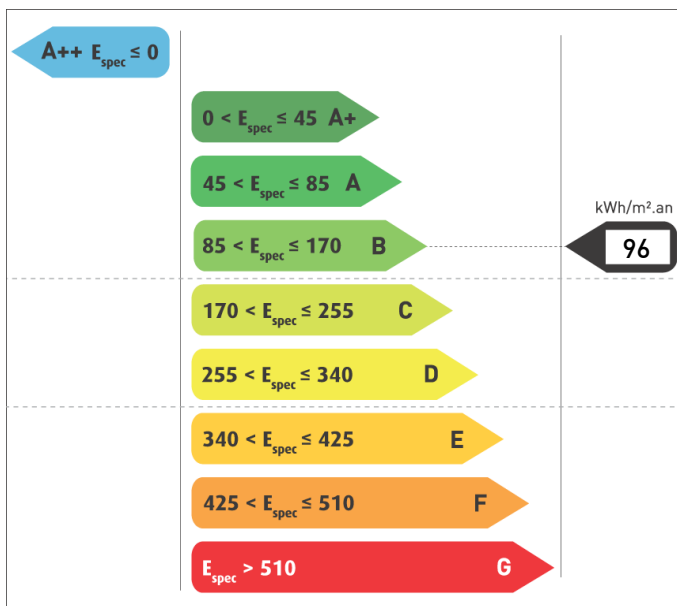 A++ Espec ≤ 0
0 < Espec ≤ 45 A+
45 < Espec ≤ 85 A
kWh/m².an
85 < Espec ≤ 170 B
96
170 < Espec ≤ 255 C
255 < Espec ≤ 340 D
340 < Espec ≤ 425 E
425 < Espec ≤ 510 F
Espec > 510 G